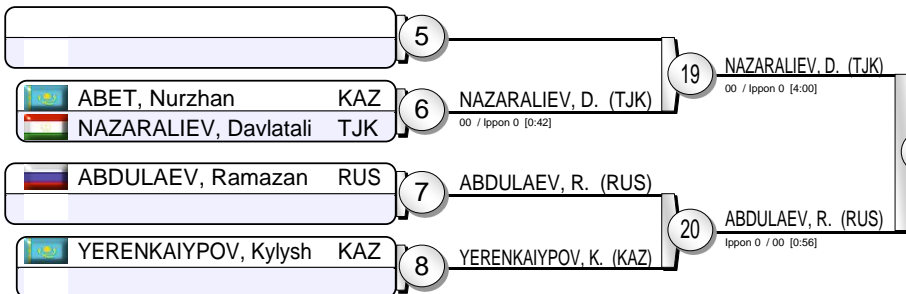 5
ABET, Nurzhan KAZ
NAZARALIEV, Davlatali TJK
6
ABDULAEV, Ramazan RUS
7
YERENKAIYPOV, Kylysh KAZ
8
NAZARALIEV, D. (TJK)
00 / Ippon 0 [0:42]
ABDULAEV, R. (RUS)
YERENKAIYPOV, K. (KAZ)
19
20
NAZARALIEV, D. (TJK)
00 / Ippon 0 [4:00]
ABDULAEV, R. (RUS)
Ippon 0 / 00 [0:56]